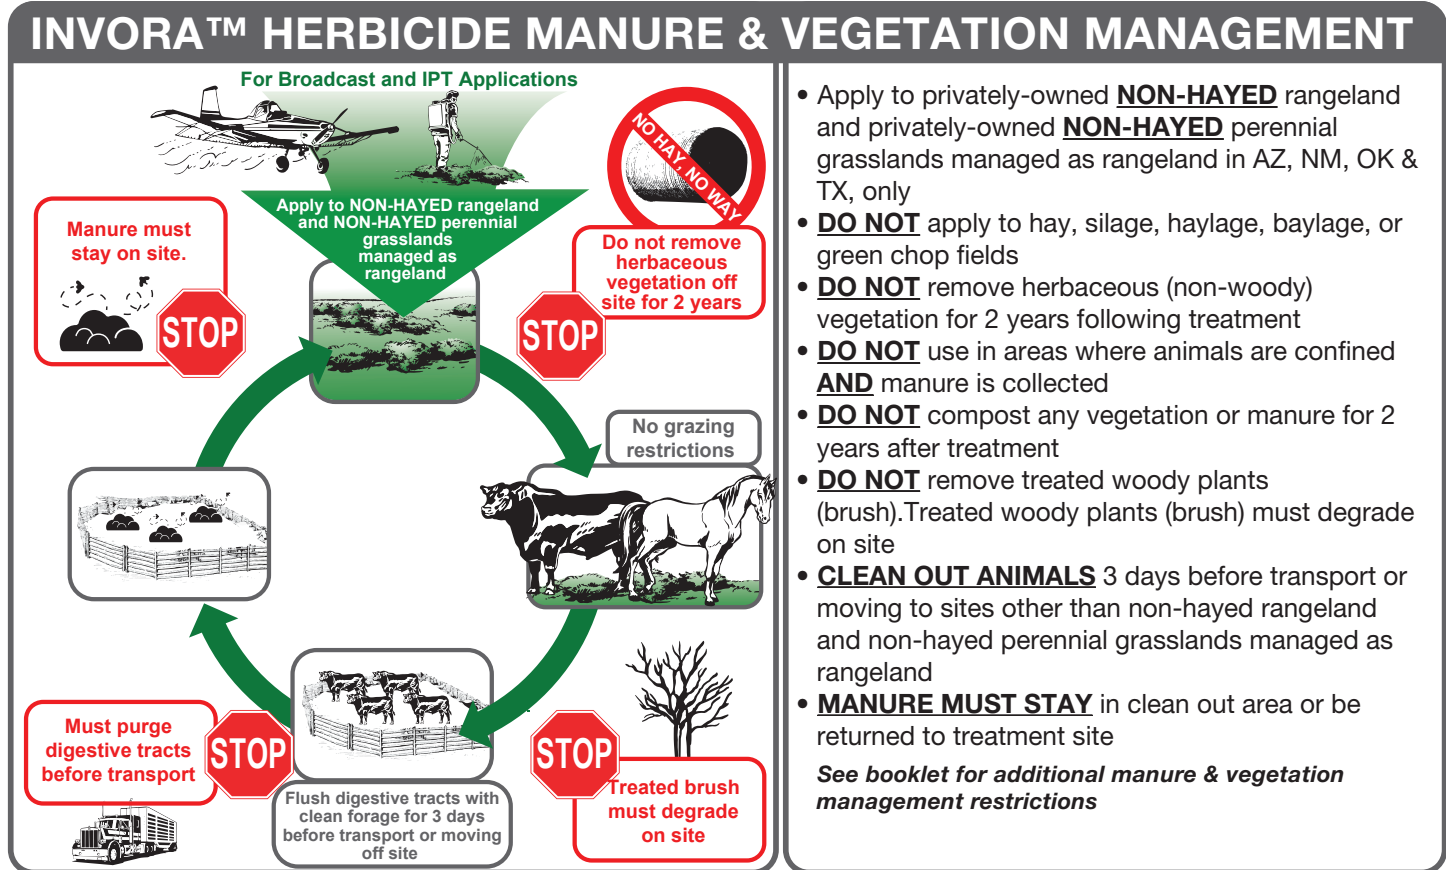 INVORA™ HERBICIDE MANURE & VEGETATION MANAGEMENT
For Broadcast and IPT Applications
Apply to NON-HAYED rangeland
and NON-HAYED perennial
grasslands
managed as
rangeland
NO HAY, NO WAY
Do not remove
herbaceous
vegetation off
site for 2 years
STOP
Manure must
stay on site.
STOP
No grazing
restrictions
Treated brush
must degrade
on site
STOP
Flush digestive tracts with
clean forage for 3 days
before transport or moving
off site
Must purge
digestive tracts
before transport
STOP
• Apply to privately-owned NON-HAYED rangeland
and privately-owned NON-HAYED perennial
grasslands managed as rangeland in AZ, NM, OK &
TX, only
• DO NOT apply to hay, silage, haylage, baylage, or
green chop fields
• DO NOT remove herbaceous (non-woody)
vegetation for 2 years following treatment
• DO NOT use in areas where animals are confined
AND manure is collected
• DO NOT compost any vegetation or manure for 2
years after treatment
• DO NOT remove treated woody plants
(brush).Treated woody plants (brush) must degrade
on site
• CLEAN OUT ANIMALS 3 days before transport or
moving to sites other than non-hayed rangeland
and non-hayed perennial grasslands managed as
rangeland
• MANURE MUST STAY in clean out area or be
returned to treatment site
See booklet for additional manure & vegetation
management restrictions